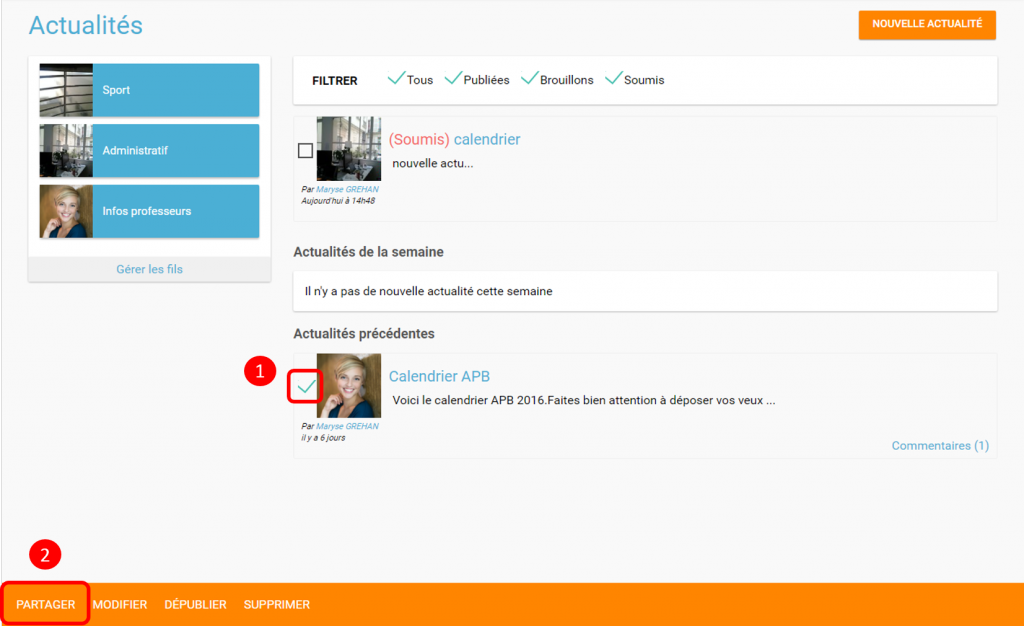 Actualités
NOUVELLE ACTUALITÉ
Sport
Administratif
Infos professeurs
Gérer les fils
FILTRER Tous Publiées Brouillons Soumis
(Soumis) calendrier
nouvelle actu...
Par Maryse GREHAN
Aujourd'hui à 14h48
Actualités de la semaine
Il n'y a pas de nouvelle actualité cette semaine
Actualités précédentes
1
Calendrier APB
Voici le calendrier APB 2016.Faites bien attention à déposer vos veux ...
Par Maryse GREHAN
il y a 6 jours
Commentaires (1)
2
PARTAGER MODIFIER DÉPUBLIER SUPPRIMER